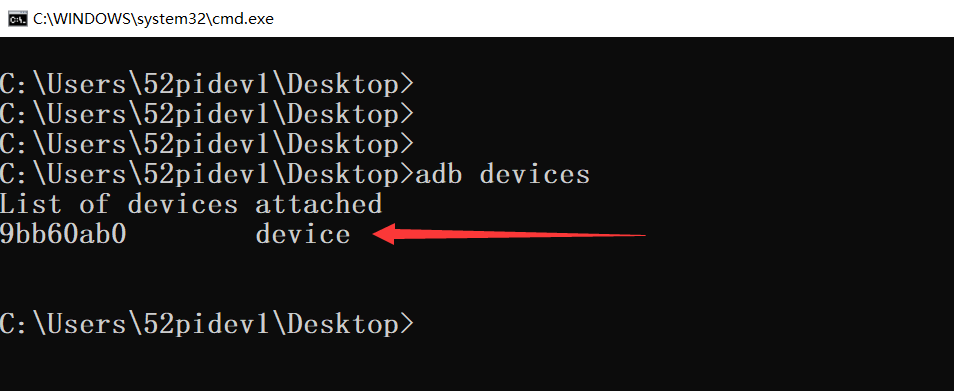 C:\WINDOWS\system32\cmd.exe
C:\Users\52pidev1\Desktop>
C:\Users\52pidev1\Desktop>
C:\Users\52pidev1\Desktop>
C:\Users\52pidev1\Desktop>adb devices
List of devices attached
9bb60ab0        device
C:\Users\52pidev1\Desktop>